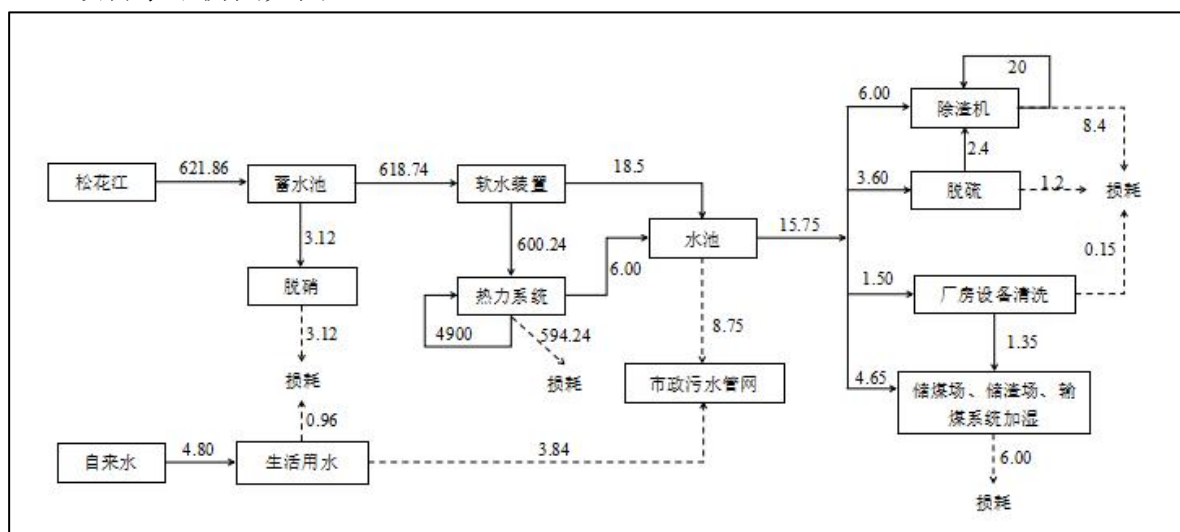 20
6.00
除渣机
8.4
2.4
621.86
618.74
18.5
松花江
蓄水池
软水装置
3.60
脱硫
1.2
损耗
水池
15.75
3.12
600.24
6.00
0.15
脱硝
热力系统
1.50
厂房设备清洗
3.12
4900
594.24
8.75
1.35
损耗
损耗
市政污水管网
4.65
储煤场、储渣场、输
煤系统加湿
0.96
自来水
4.80
生活用水
3.84
6.00
损耗